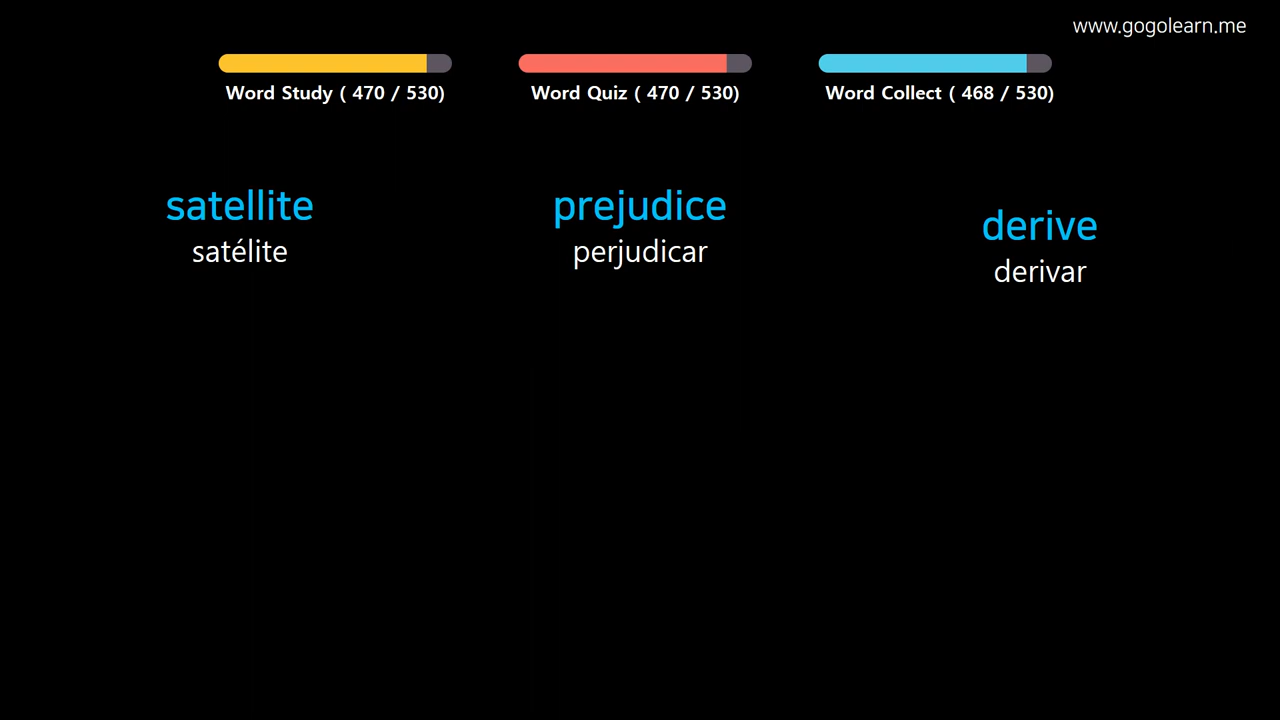 www.gogolearn.me
Word Study ( 470 / 530)
Word Quiz ( 470 / 530)
Word Collect ( 468 / 530)
satellite
satélite
prejudice
perjudicar
derive
derivar